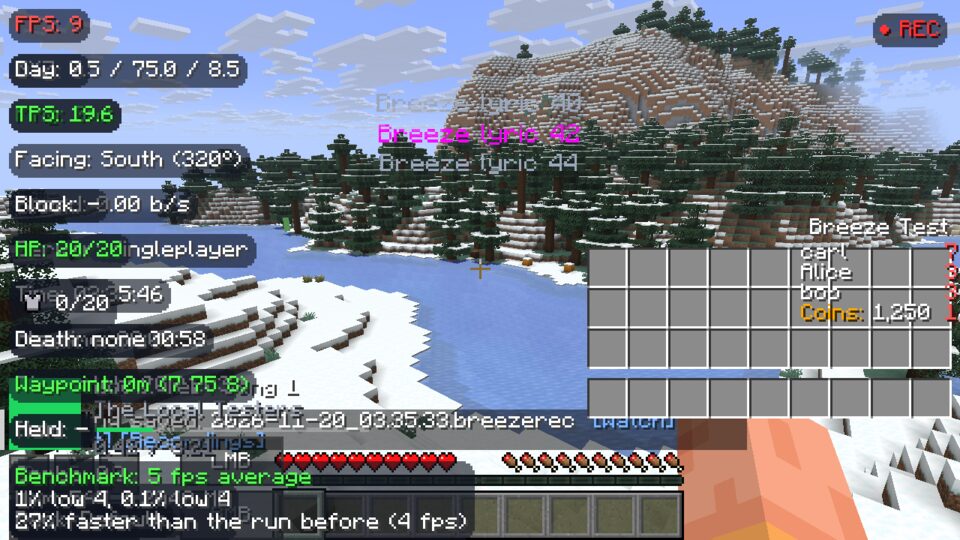 FPS: 9
REC
Day: 0.5 / 75.0 / 8.5
Breeze lyric 40
TPS: 19.6
Breeze lyric 42
Facing: South (320°)
Breeze lyric 44
Block: -0.00 b/s
Breeze Test
HP: 20/20 ingleplayer
carl 7
Alice
bob
0/20 5:46
Coins: 1,250
Death: none 00:58
Waypoint: 0m (7 75 8)
The Local Testers
Held: -
2026-11-20_03.35.33.breezerec [Watch]
[Recordings]
LMB
Benchmark: 5 fps average
1% low 4, 0.1% low 4
27% faster than the run before (4 fps)